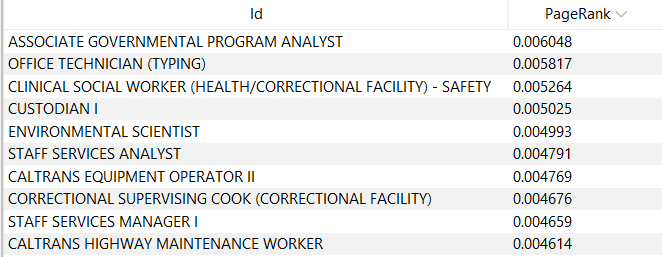 Id PageRank
ASSOCIATE GOVERNMENTAL PROGRAM ANALYST 0.006048
OFFICE TECHNICIAN (TYPING) 0.005817
CLINICAL SOCIAL WORKER (HEALTH/CORRECTIONAL FACILITY) - SAFETY 0.005264
CUSTODIAN I 0.005025
ENVIRONMENTAL SCIENTIST 0.004993
STAFF SERVICES ANALYST 0.004791
CALTRANS EQUIPMENT OPERATOR II 0.004769
CORRECTIONAL SUPERVISING COOK (CORRECTIONAL FACILITY) 0.004676
STAFF SERVICES MANAGER I 0.004659
CALTRANS HIGHWAY MAINTENANCE WORKER 0.004614